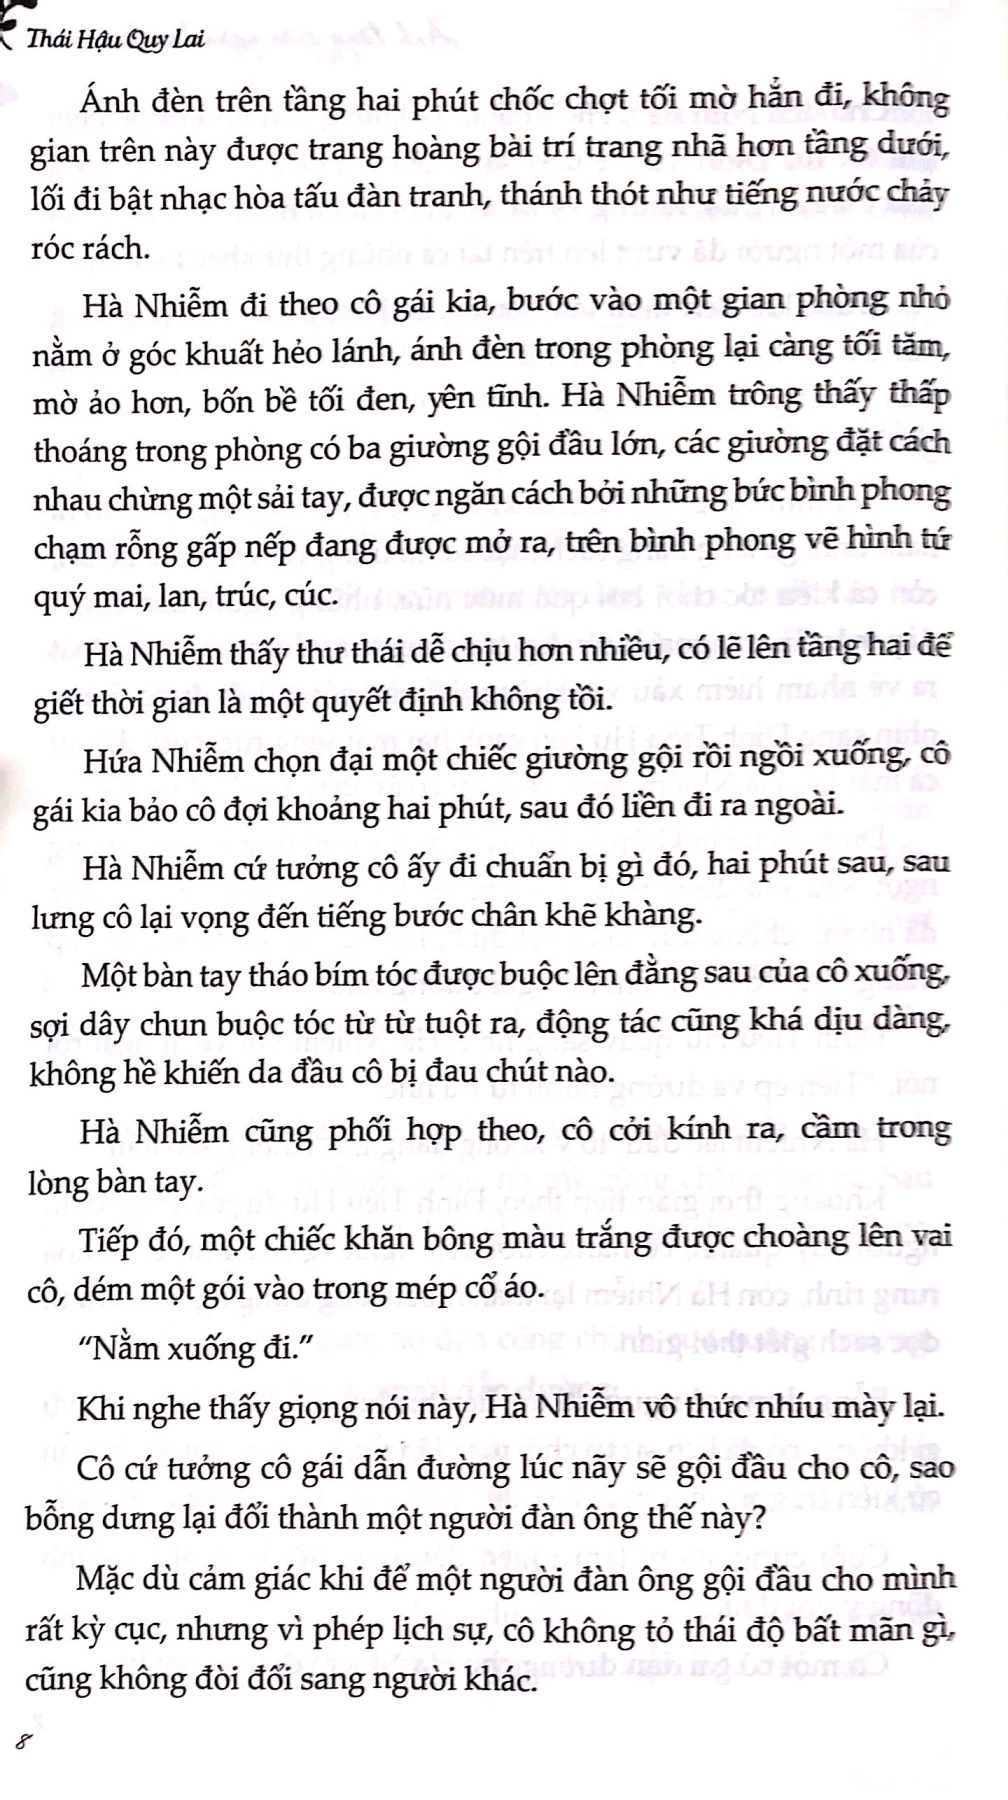 Thái Hậu Quy Lai
Ánh đèn trên tầng hai phút chốc chợt tối mờ hẳn đi, không
gian trên này được trang hoàng bài trí trang nhã hơn tầng dưới,
lối đi bật nhạc hòa tấu đàn tranh, thánh thót như tiếng nước chảy
róc rách.
Hà Nhiễm đi theo cô gái kia, bước vào một gian phòng nhỏ
nằm ở góc khuất hẻo lánh, ánh đèn trong phòng lại càng tối tăm,
mờ ảo hơn, bốn bề tối đen, yên tĩnh. Hà Nhiễm trông thấy thấp
thoáng trong phòng có ba giường gội đầu lớn, các giường đặt cách
nhau chừng một sải tay, được ngăn cách bởi những bức bình phong
chạm rỗng gấp nếp đang được mở ra, trên bình phong vẽ hình tứ
quý mai, lan, trúc, cúc.
Hà Nhiễm thấy thư thái dễ chịu hơn nhiều, có lẽ lên tầng hai để
giết thời gian là một quyết định không tồi.
Hứa Nhiễm chọn đại một chiếc giường gội rồi ngồi xuống, cô
gái kia bảo cô đợi khoảng hai phút, sau đó liền đi ra ngoài.
Hà Nhiễm cứ tưởng cô ấy đi chuẩn bị gì đó, hai phút sau, sau
lưng cô lại vọng đến tiếng bước chân khẽ khàng.
Một bàn tay tháo bím tóc được buộc lên đằng sau của cô xuống,
sợi dây chun buộc tóc từ từ tuột ra, động tác cũng khá dịu dàng,
không hề khiến da đầu cô bị đau chút nào.
Hà Nhiễm cũng phối hợp theo, cô cởi kính ra, cầm trong
lòng bàn tay.
Tiếp đó, một chiếc khăn bông màu trắng được choàng lên vai
cô, dém một gói vào trong mép cổ áo.
“Nằm xuống đi.”
Khi nghe thấy giọng nói này, Hà Nhiễm vô thức nhíu mày lại.
Cô cứ tưởng cô gái dẫn đường lúc nãy sẽ gội đầu cho cô, sao
bỗng dưng lại đổi thành một người đàn ông thế này?
Mặc dù cảm giác khi để một người đàn ông gội đầu cho mình
rất kỳ cục, nhưng vì phép lịch sự, cô không tỏ thái độ bất mãn gì,
cũng không đòi đổi sang người khác.
8